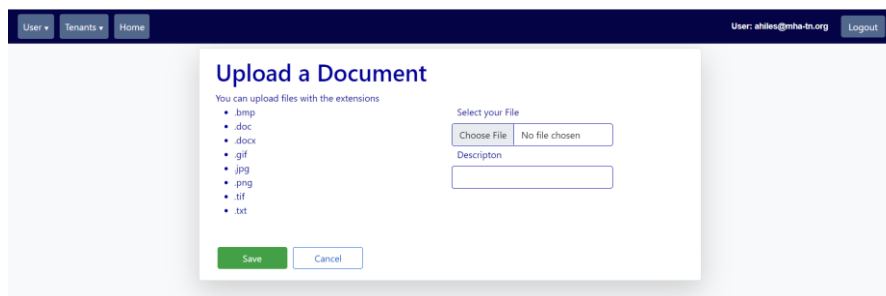 User ▾ Tenants ▾ Home User: ahiles@mha-tn.org Logout
Upload a Document
You can upload files with the extensions
• .bmp
• .doc
• .docx
• .gif
• .jpg
• .png
• .tif
• .txt
Select your File
Choose File No file chosen
Descripton
Save Cancel